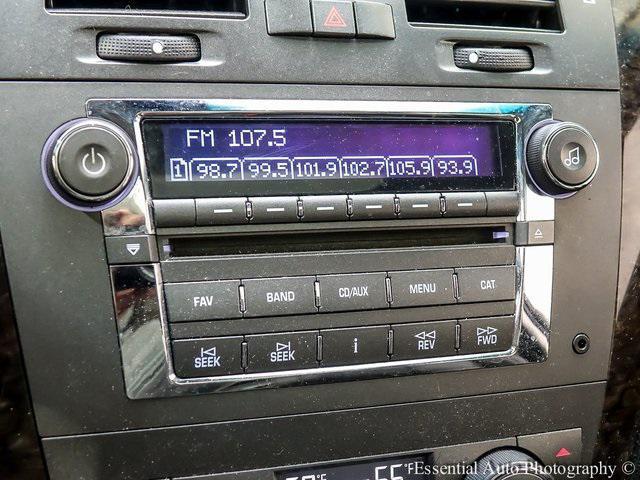 FM 107.5
1 98.7 99.5 101.9 102.7 105.9 93.9
FAV BAND CD/AUX MENU CAT
SEEK SEEK i REV FWD
©Essential Auto Photography